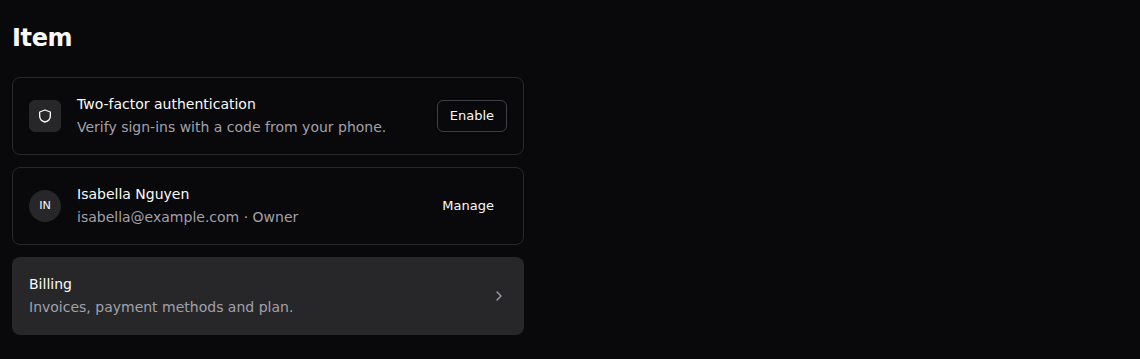 Item
Two-factor authentication
Verify sign-ins with a code from your phone.
Enable
IN
Isabella Nguyen
isabella@example.com · Owner
Manage
Billing
Invoices, payment methods and plan.